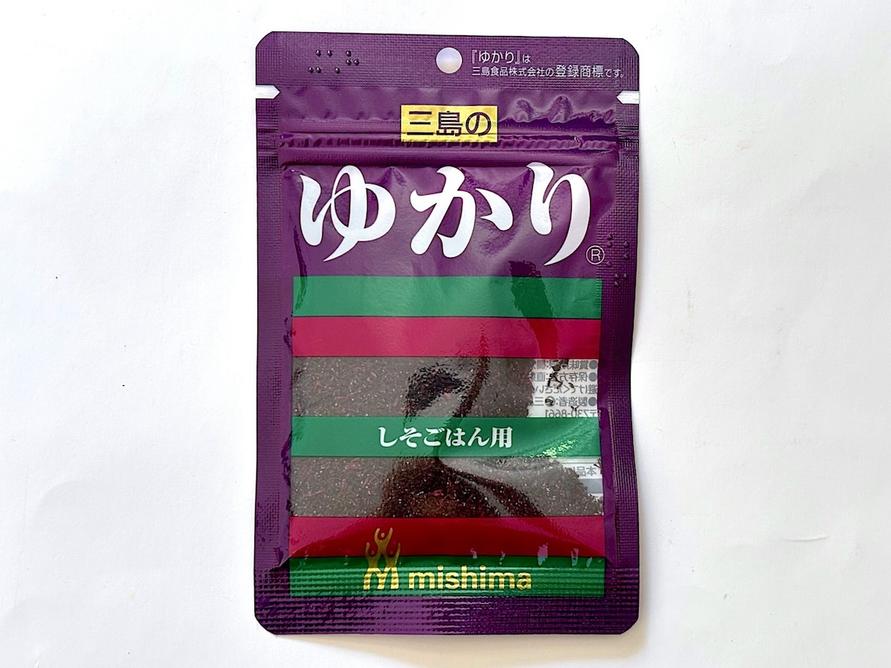 『ゆかり』は
三島食品株式会社の登録商標です。
三島の
ゆかり®
しそごはん用
mishima